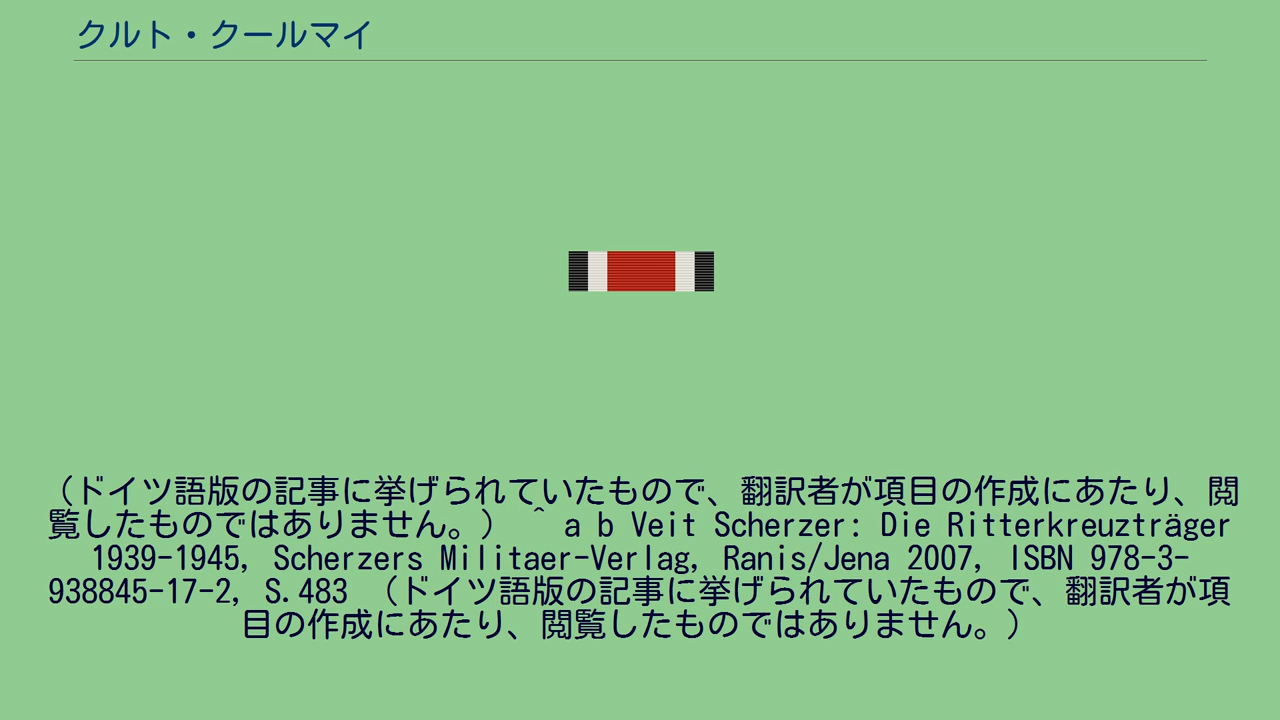 クルト・クールマイ
（ドイツ語版の記事に挙げられていたもので、翻訳者が項目の作成にあたり、閲
覧したものではありません。） ^ a b Veit Scherzer: Die Ritterkreuzträger
1939-1945, Scherzers Militaer-Verlag, Ranis/Jena 2007, ISBN 978-3-
938845-17-2, S.483 （ドイツ語版の記事に挙げられていたもので、翻訳者が項
目の作成にあたり、閲覧したものではありません。）